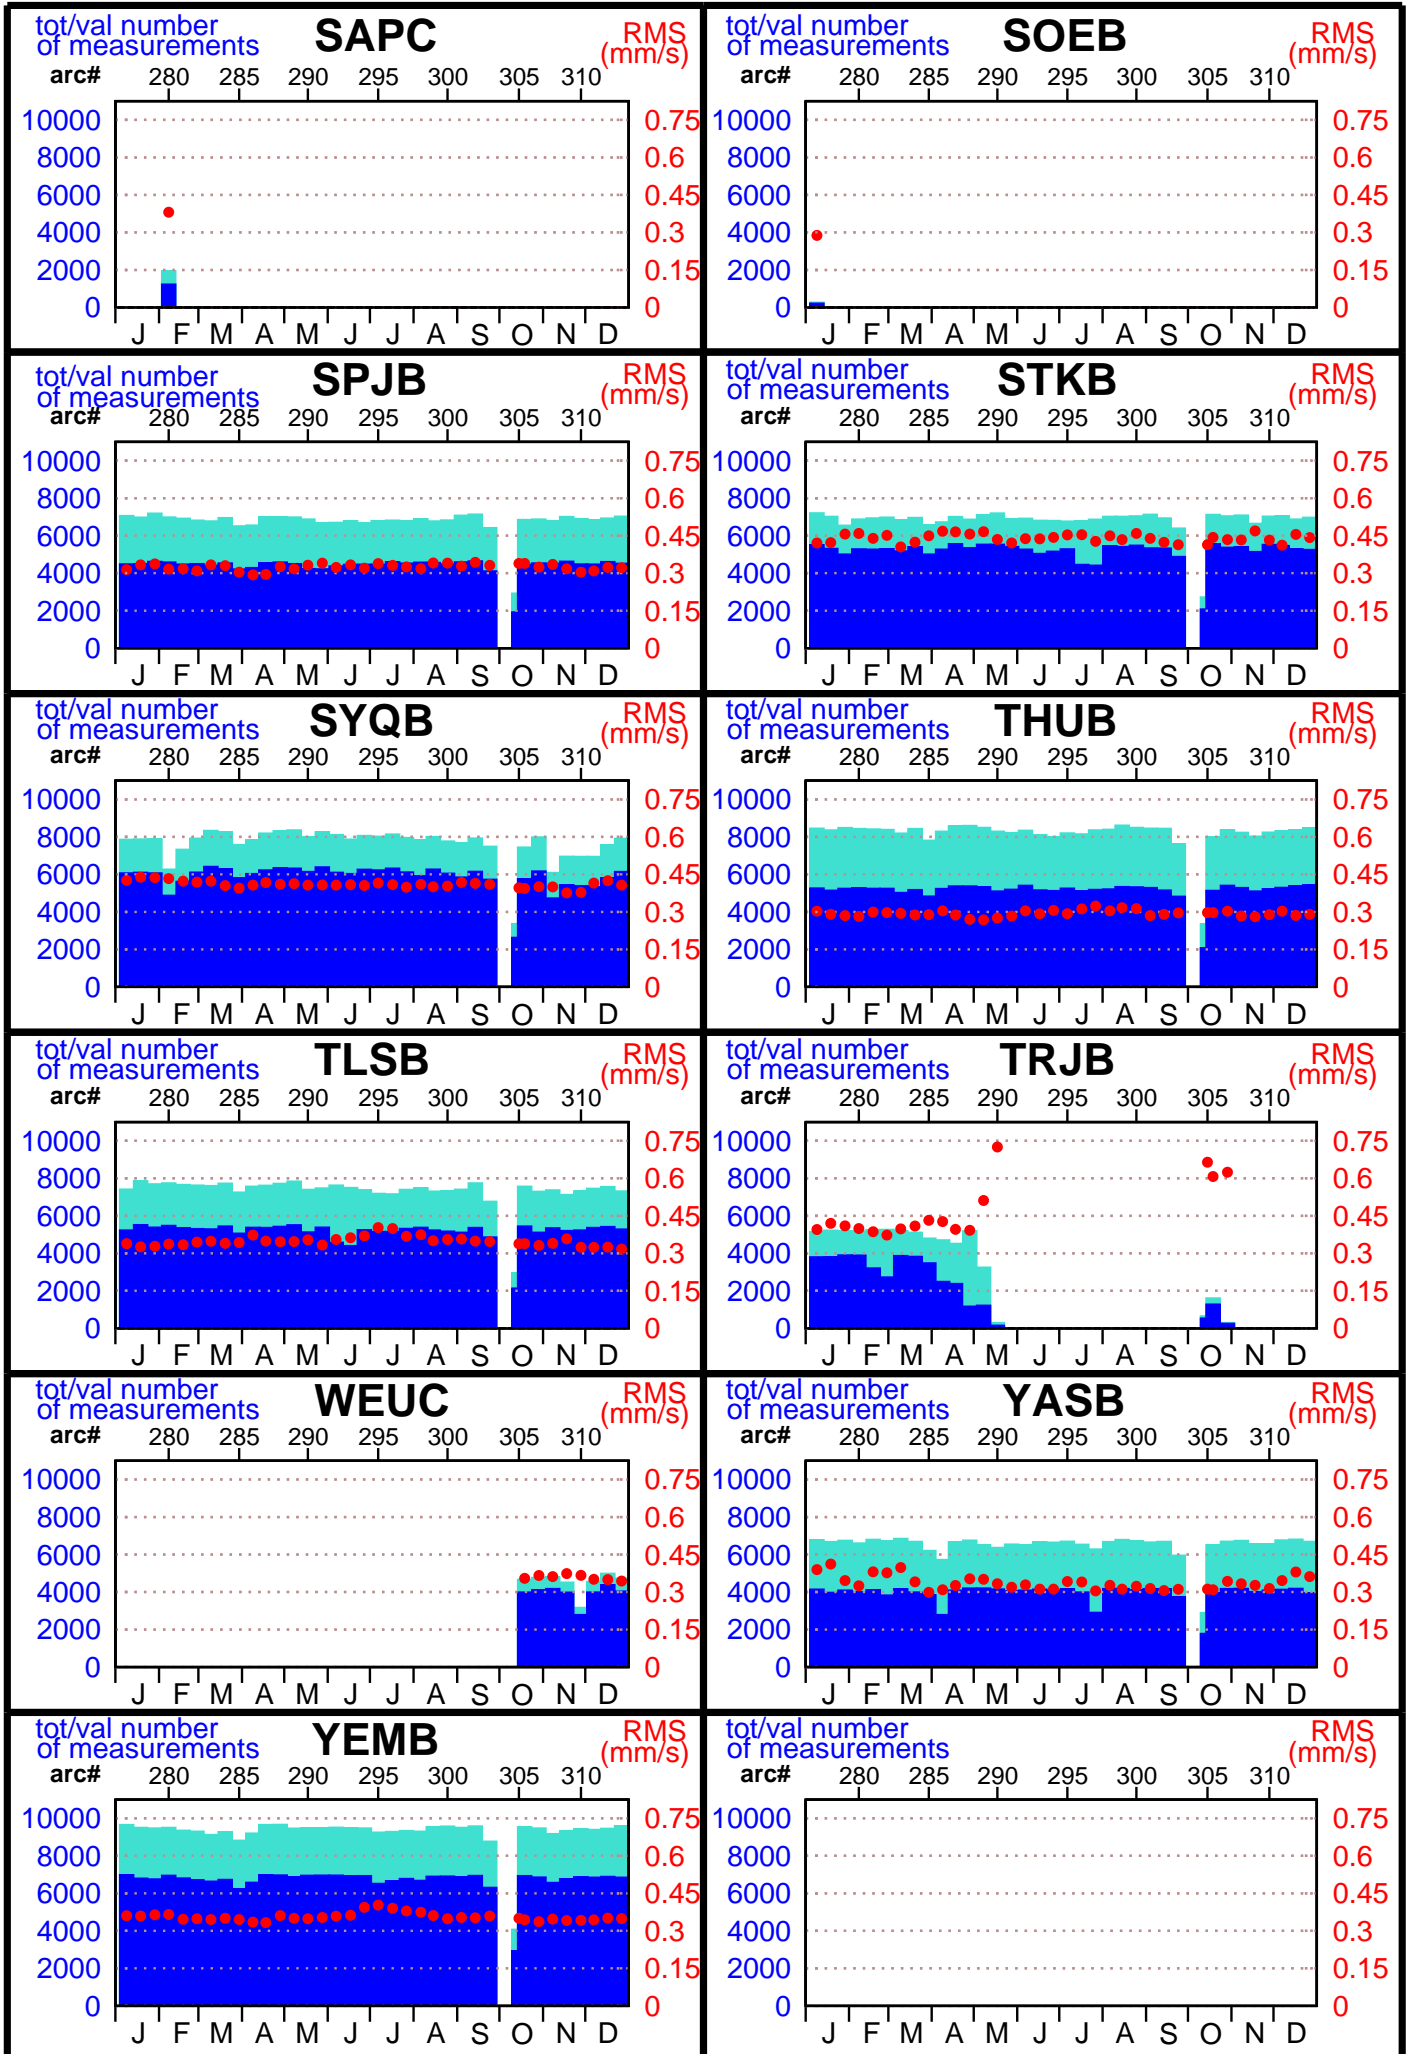 tot/val number
of measurements
SAPC
RMS
(mm/s)
arc#
280 285 290 295 300 305 310
10000 0.75
8000 0.6
6000 0.45
4000 0.3
2000 0.15
0 0
J F M A M J J A S O N D
tot/val number
of measurements
SOEB
RMS
(mm/s)
arc#
280 285 290 295 300 305 310
10000 0.75
8000 0.6
6000 0.45
4000 0.3
2000 0.15
0 0
J F M A M J J A S O N D
tot/val number
of measurements
SPJB
RMS
(mm/s)
arc#
280 285 290 295 300 305 310
10000 0.75
8000 0.6
6000 0.45
4000 0.3
2000 0.15
0 0
J F M A M J J A S O N D
tot/val number
of measurements
STKB
RMS
(mm/s)
arc#
280 285 290 295 300 305 310
10000 0.75
8000 0.6
6000 0.45
4000 0.3
2000 0.15
0 0
J F M A M J J A S O N D
tot/val number
of measurements
SYQB
RMS
(mm/s)
arc#
280 285 290 295 300 305 310
10000 0.75
8000 0.6
6000 0.45
4000 0.3
2000 0.15
0 0
J F M A M J J A S O N D
tot/val number
of measurements
THUB
RMS
(mm/s)
arc#
280 285 290 295 300 305 310
10000 0.75
8000 0.6
6000 0.45
4000 0.3
2000 0.15
0 0
J F M A M J J A S O N D
tot/val number
of measurements
TLSB
RMS
(mm/s)
arc#
280 285 290 295 300 305 310
10000 0.75
8000 0.6
6000 0.45
4000 0.3
2000 0.15
0 0
J F M A M J J A S O N D
tot/val number
of measurements
TRJB
RMS
(mm/s)
arc#
280 285 290 295 300 305 310
10000 0.75
8000 0.6
6000 0.45
4000 0.3
2000 0.15
0 0
J F M A M J J A S O N D
tot/val number
of measurements
WEUC
RMS
(mm/s)
arc#
280 285 290 295 300 305 310
10000 0.75
8000 0.6
6000 0.45
4000 0.3
2000 0.15
0 0
J F M A M J J A S O N D
tot/val number
of measurements
YASB
RMS
(mm/s)
arc#
280 285 290 295 300 305 310
10000 0.75
8000 0.6
6000 0.45
4000 0.3
2000 0.15
0 0
J F M A M J J A S O N D
tot/val number
of measurements
YEMB
RMS
(mm/s)
arc#
280 285 290 295 300 305 310
10000 0.75
8000 0.6
6000 0.45
4000 0.3
2000 0.15
0 0
J F M A M J J A S O N D
tot/val number
of measurements
RMS
(mm/s)
arc#
280 285 290 295 300 305 310
10000 0.75
8000 0.6
6000 0.45
4000 0.3
2000 0.15
0 0
J F M A M J J A S O N D